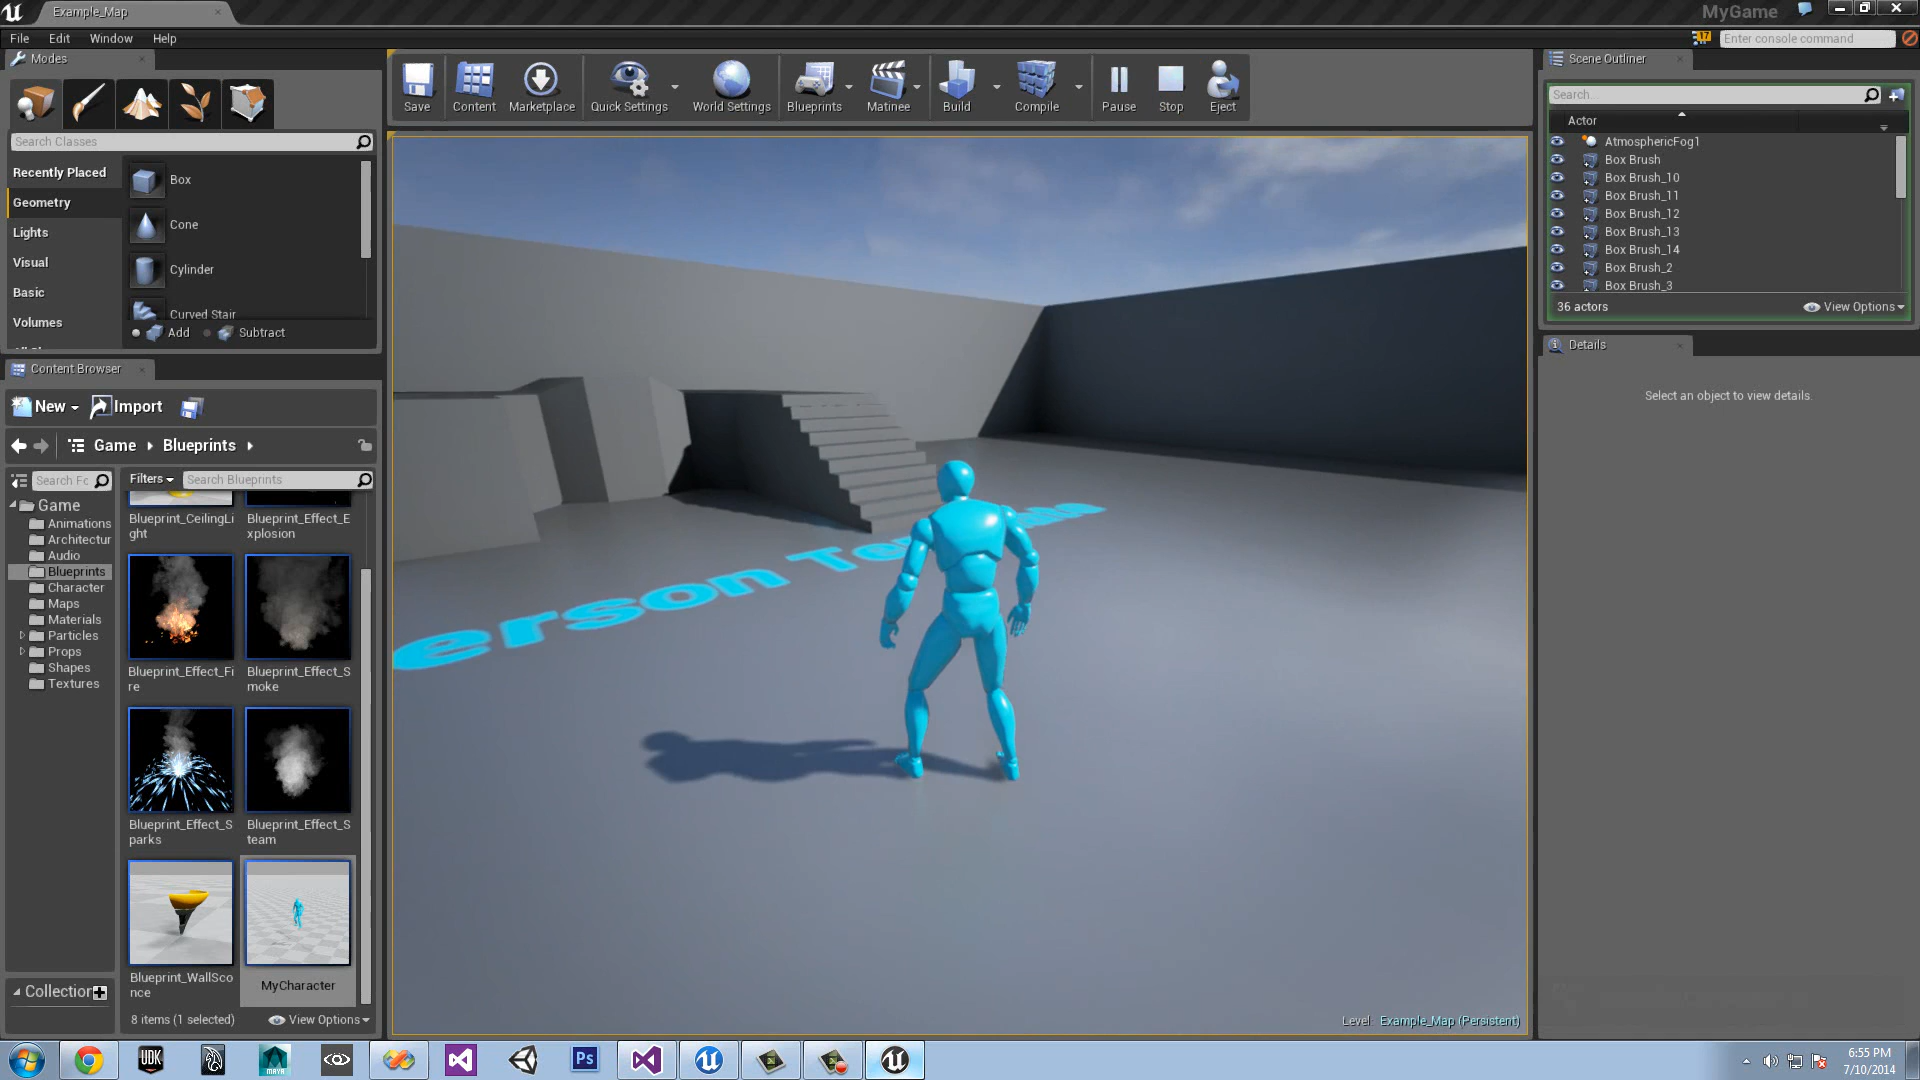 Example_Map
MyGame
File Edit Window Help
17
Enter console command
Modes
Save
Content
Marketplace
Quick Settings
World Settings
Blueprints
Matinee
Build
Compile
Pause
Stop
Eject
Scene Outliner
Search...
Actor
AtmosphericFog1
Box Brush
Box Brush_10
Box Brush_11
Box Brush_12
Box Brush_13
Box Brush_14
Box Brush_2
Box Brush_3
36 actors
View Options
Details
Select an object to view details.
Search Classes
Recently Placed
Geometry
Lights
Visual
Basic
Volumes
Box
Cone
Cylinder
Curved Stair
Add Subtract
Content Browser
New Import
Game Blueprints
Search Fo
Filters
Search Blueprints
Game
Animations
Architectur
Audio
Blueprints
Character
Maps
Materials
Particles
Props
Shapes
Textures
Blueprint_CeilingLi
ght
Blueprint_Effect_E
xplosion
Blueprint_Effect_Fi
re
Blueprint_Effect_S
moke
Blueprint_Effect_S
parks
Blueprint_Effect_S
team
Blueprint_WallSco
nce
MyCharacter
Collection
8 items (1 selected)
View Options
erson Te
Level: Example_Map (Persistent)
UDK
MAYA
Ps
6:55 PM
7/10/2014